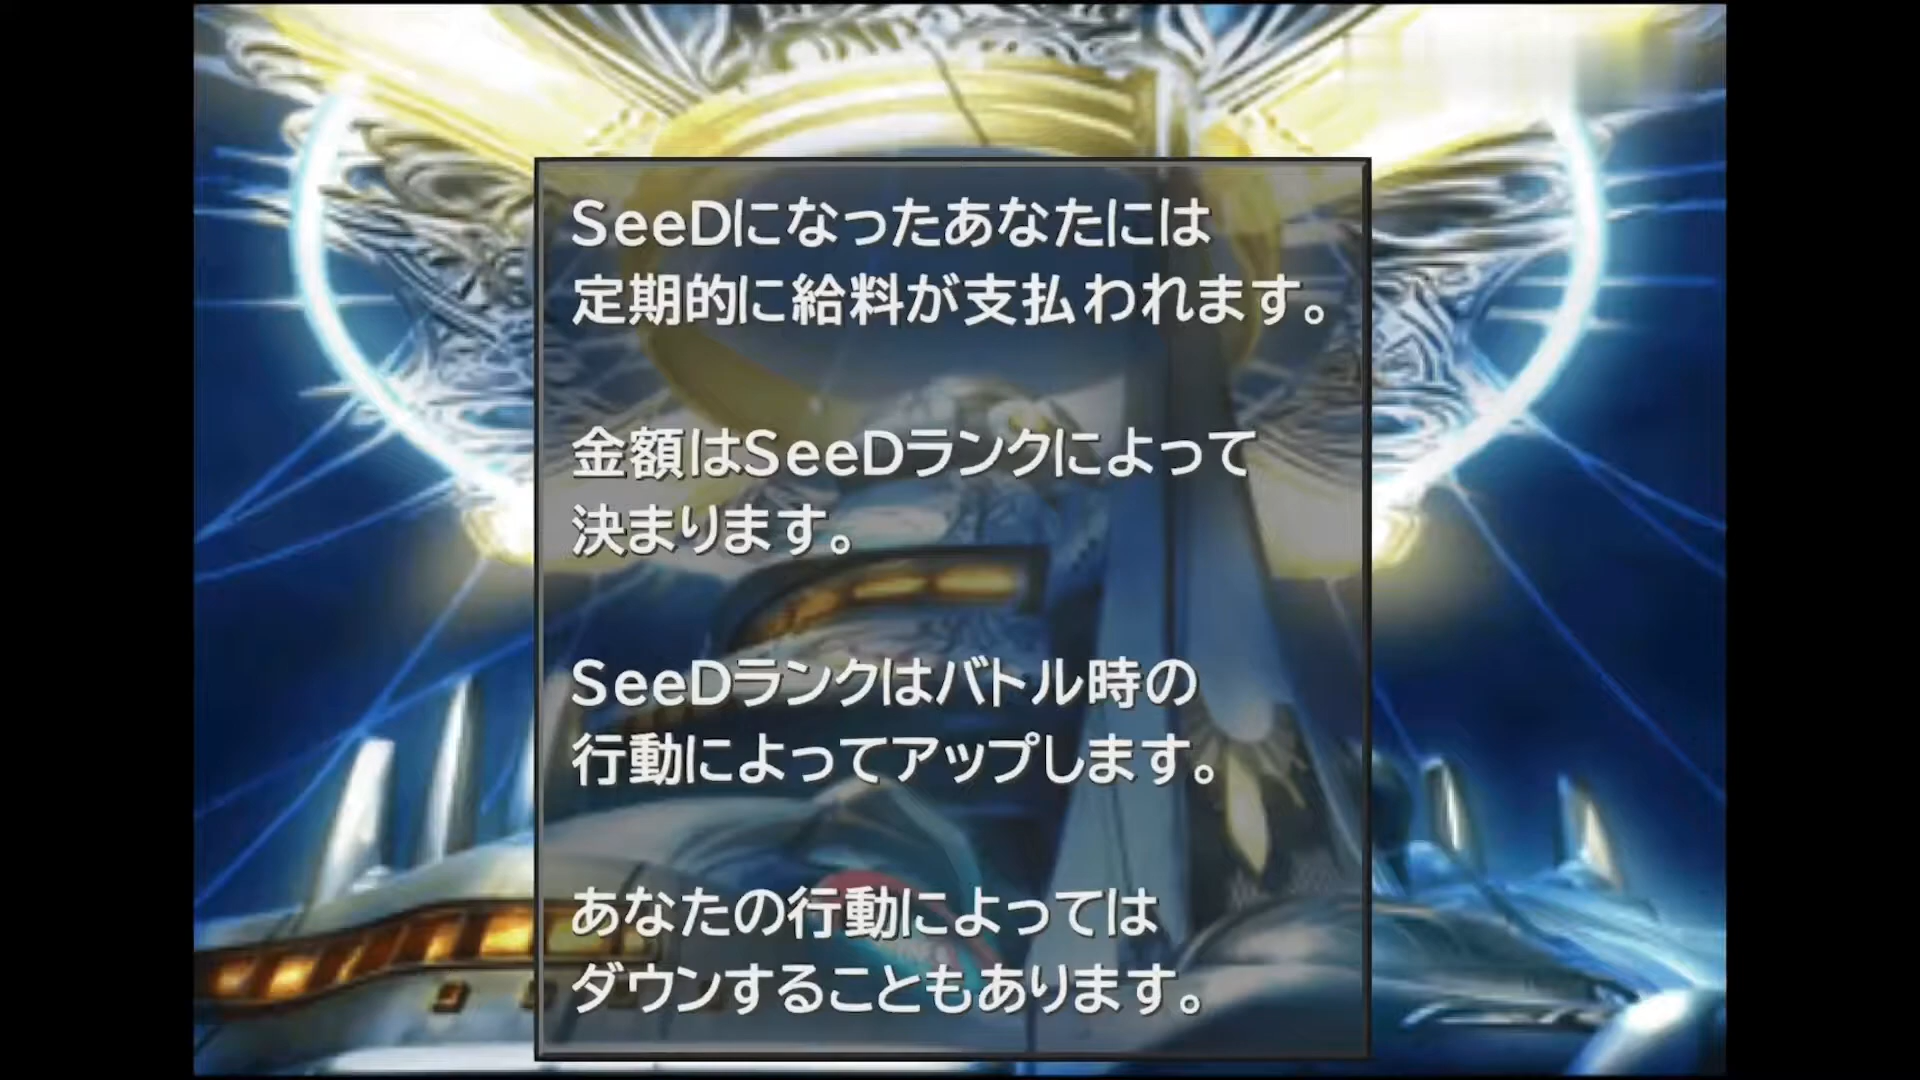 SeeDになったあなたには
定期的に給料が支払われます。
金額はSeeDランクによって
決まります。
SeeDランクはバトル時の
行動によってアップします。
あなたの行動によっては
ダウンすることもあります。